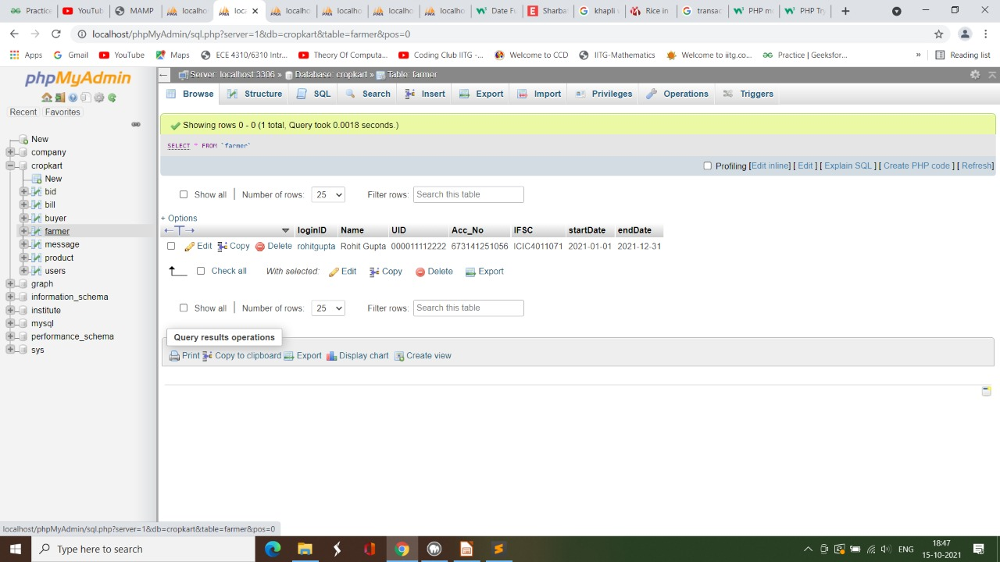 Practice YouTub MAMP localho loca localho localho localho localho Date Fu Sharba khapli Rice in transac PHP m PHP Try
localhost/phpMyAdmin/sql.php?server=1&db=cropkart&table=farmer&pos=0
Apps Gmail YouTube Maps ECE 4310/6310 Intr... Theory Of Computa... Coding Club IITG -... Welcome to CCD IITG-Mathematics Welcome to iitg.co... Practice | Geeksfor... » Reading list
phpMyAdmin
Recent Favorites
New
company
cropkart
New
bid
bill
buyer
farmer
message
product
users
graph
information_schema
institute
mysql
performance_schema
sys
Server: localhost:3306 » Database: cropkart » Table: farmer
Browse Structure SQL Search Insert Export Import Privileges Operations Triggers
Showing rows 0 - 0 (1 total, Query took 0.0018 seconds.)
SELECT * FROM `farmer`
Profiling [Edit inline] [ Edit ] [ Explain SQL ] [ Create PHP code ] [ Refresh]
Show all Number of rows: 25 Filter rows: Search this table
+ Options
←T→ loginID Name UID Acc_No IFSC startDate endDate
Edit Copy Delete rohitgupta Rohit Gupta 000011112222 673141251056 ICIC4011071 2021-01-01 2021-12-31
Check all With selected: Edit Copy Delete Export
Show all Number of rows: 25 Filter rows: Search this table
Query results operations
Print Copy to clipboard Export Display chart Create view
localhost/phpMyAdmin/sql.php?server=1&db=cropkart&table=farmer&pos=0
Type here to search
ENG
18:47
15-10-2021